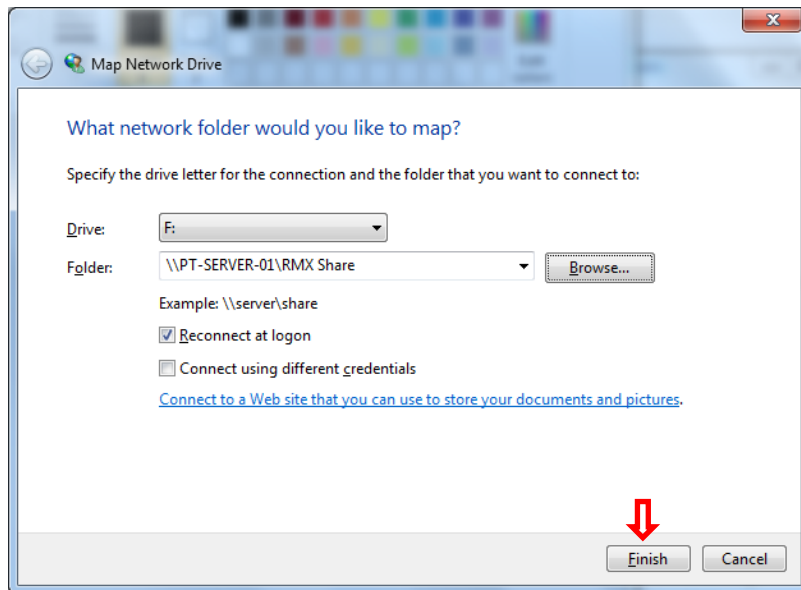 Map Network Drive
What network folder would you like to map?
Specify the drive letter for the connection and the folder that you want to connect to:
Drive: F:
Folder: \\PT-SERVER-01\RMX Share Browse...
Example: \\server\share
Reconnect at logon
Connect using different credentials
Connect to a Web site that you can use to store your documents and pictures.
Finish Cancel